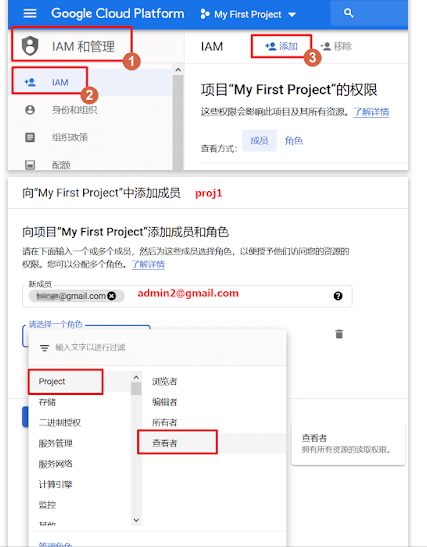 Google Cloud Platform
My First Project
IAM 和管理
1
IAM
添加
移除
3
IAM
2
身份和组织
组织政策
配额
项目“My First Project”的权限
这些权限会影响此项目及其所有资源。了解详情
查看方式：
成员
角色
向“My First Project”中添加成员
proj1
向项目“My First Project”添加成员和角色
请在下面输入一个或多个成员，然后为这些成员选择角色，以便授予他们访问您的资源的
权限。您可以分配多个角色。了解详情
新成员
@gmail.com
admin2@gmail.com
请选择一个角色
输入文字以进行过滤
Project
存储
二进制授权
服务管理
服务网络
计算引擎
监控
其他
浏览者
编辑者
所有者
查看者
查看者
拥有所有资源的读取权限。
管理角色